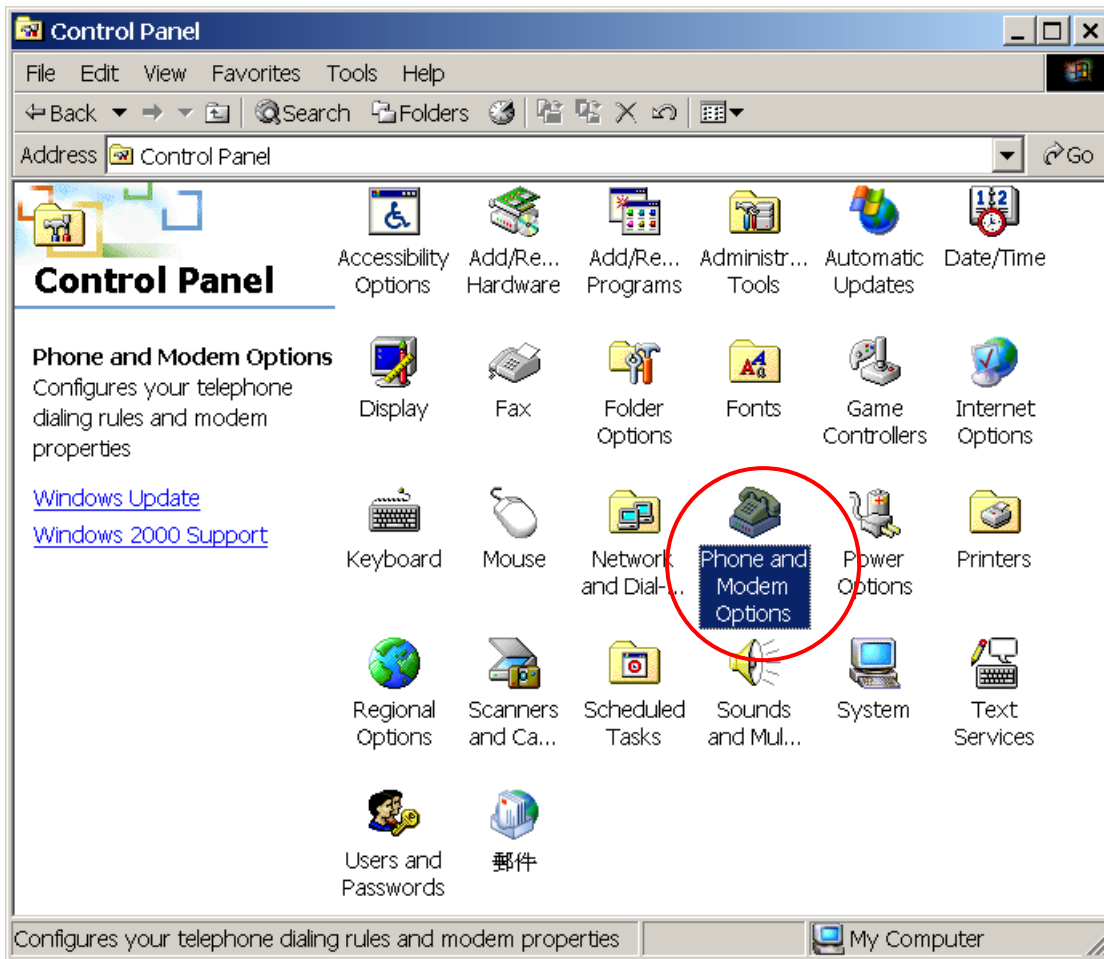 Control Panel
File Edit View Favorites Tools Help
Back Search Folders
Address Control Panel Go
Control Panel
Phone and Modem Options
Configures your telephone
dialing rules and modem
properties
Windows Update
Windows 2000 Support
Accessibility
Options
Add/Re...
Hardware
Add/Re...
Programs
Administr...
Tools
Automatic
Updates
Date/Time
Display
Fax
Folder
Options
Fonts
Game
Controllers
Internet
Options
Keyboard
Mouse
Network
and Dial-...
Phone and
Modem
Options
Power
Options
Printers
Regional
Options
Scanners
and Ca...
Scheduled
Tasks
Sounds
and Mul...
System
Text
Services
Users and
Passwords
郵件
Configures your telephone dialing rules and modem properties
My Computer